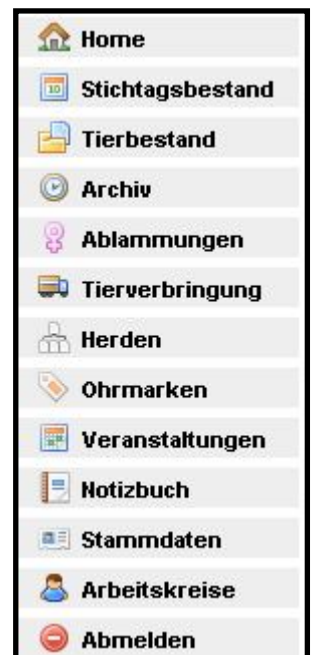 Home
Stichtagsbestand
Tierbestand
Archiv
Ablammungen
Tierverbringung
Herden
Ohrmarken
Veranstaltungen
Notizbuch
Stammdaten
Arbeitskreise
Abmelden